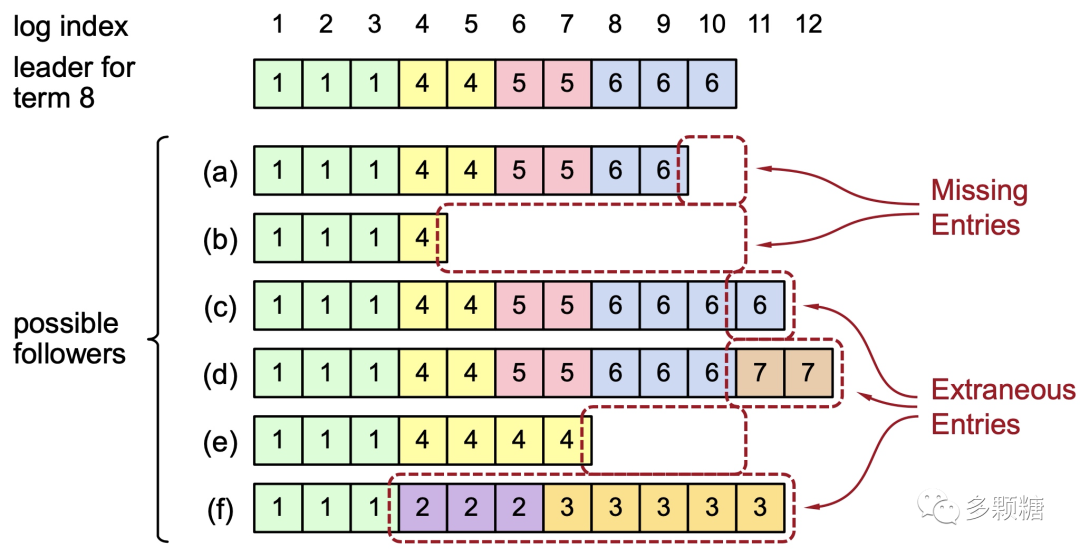 log index 1 2 3 4 5 6 7 8 9 10 11 12
leader for
term 8
1 1 1 4 4 5 5 6 6 6
(a) 1 1 1 4 4 5 5 6 6
Missing
Entries
(b) 1 1 1 4
(c) 1 1 1 4 4 5 5 6 6 6 6
possible
followers
(d) 1 1 1 4 4 5 5 6 6 6 7 7
Extraneous
Entries
(e) 1 1 1 4 4 4 4
(f) 1 1 1 2 2 2 3 3 3 3 3
多颗糖